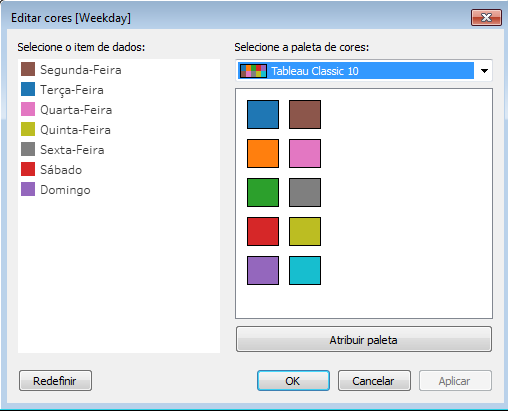 Editar cores [Weekday]
Selecione o item de dados:
Segunda-Feira
Terça-Feira
Quarta-Feira
Quinta-Feira
Sexta-Feira
Sábado
Domingo
Selecione a paleta de cores:
Tableau Classic 10
Atribuir paleta
Redefinir
OK
Cancelar
Aplicar